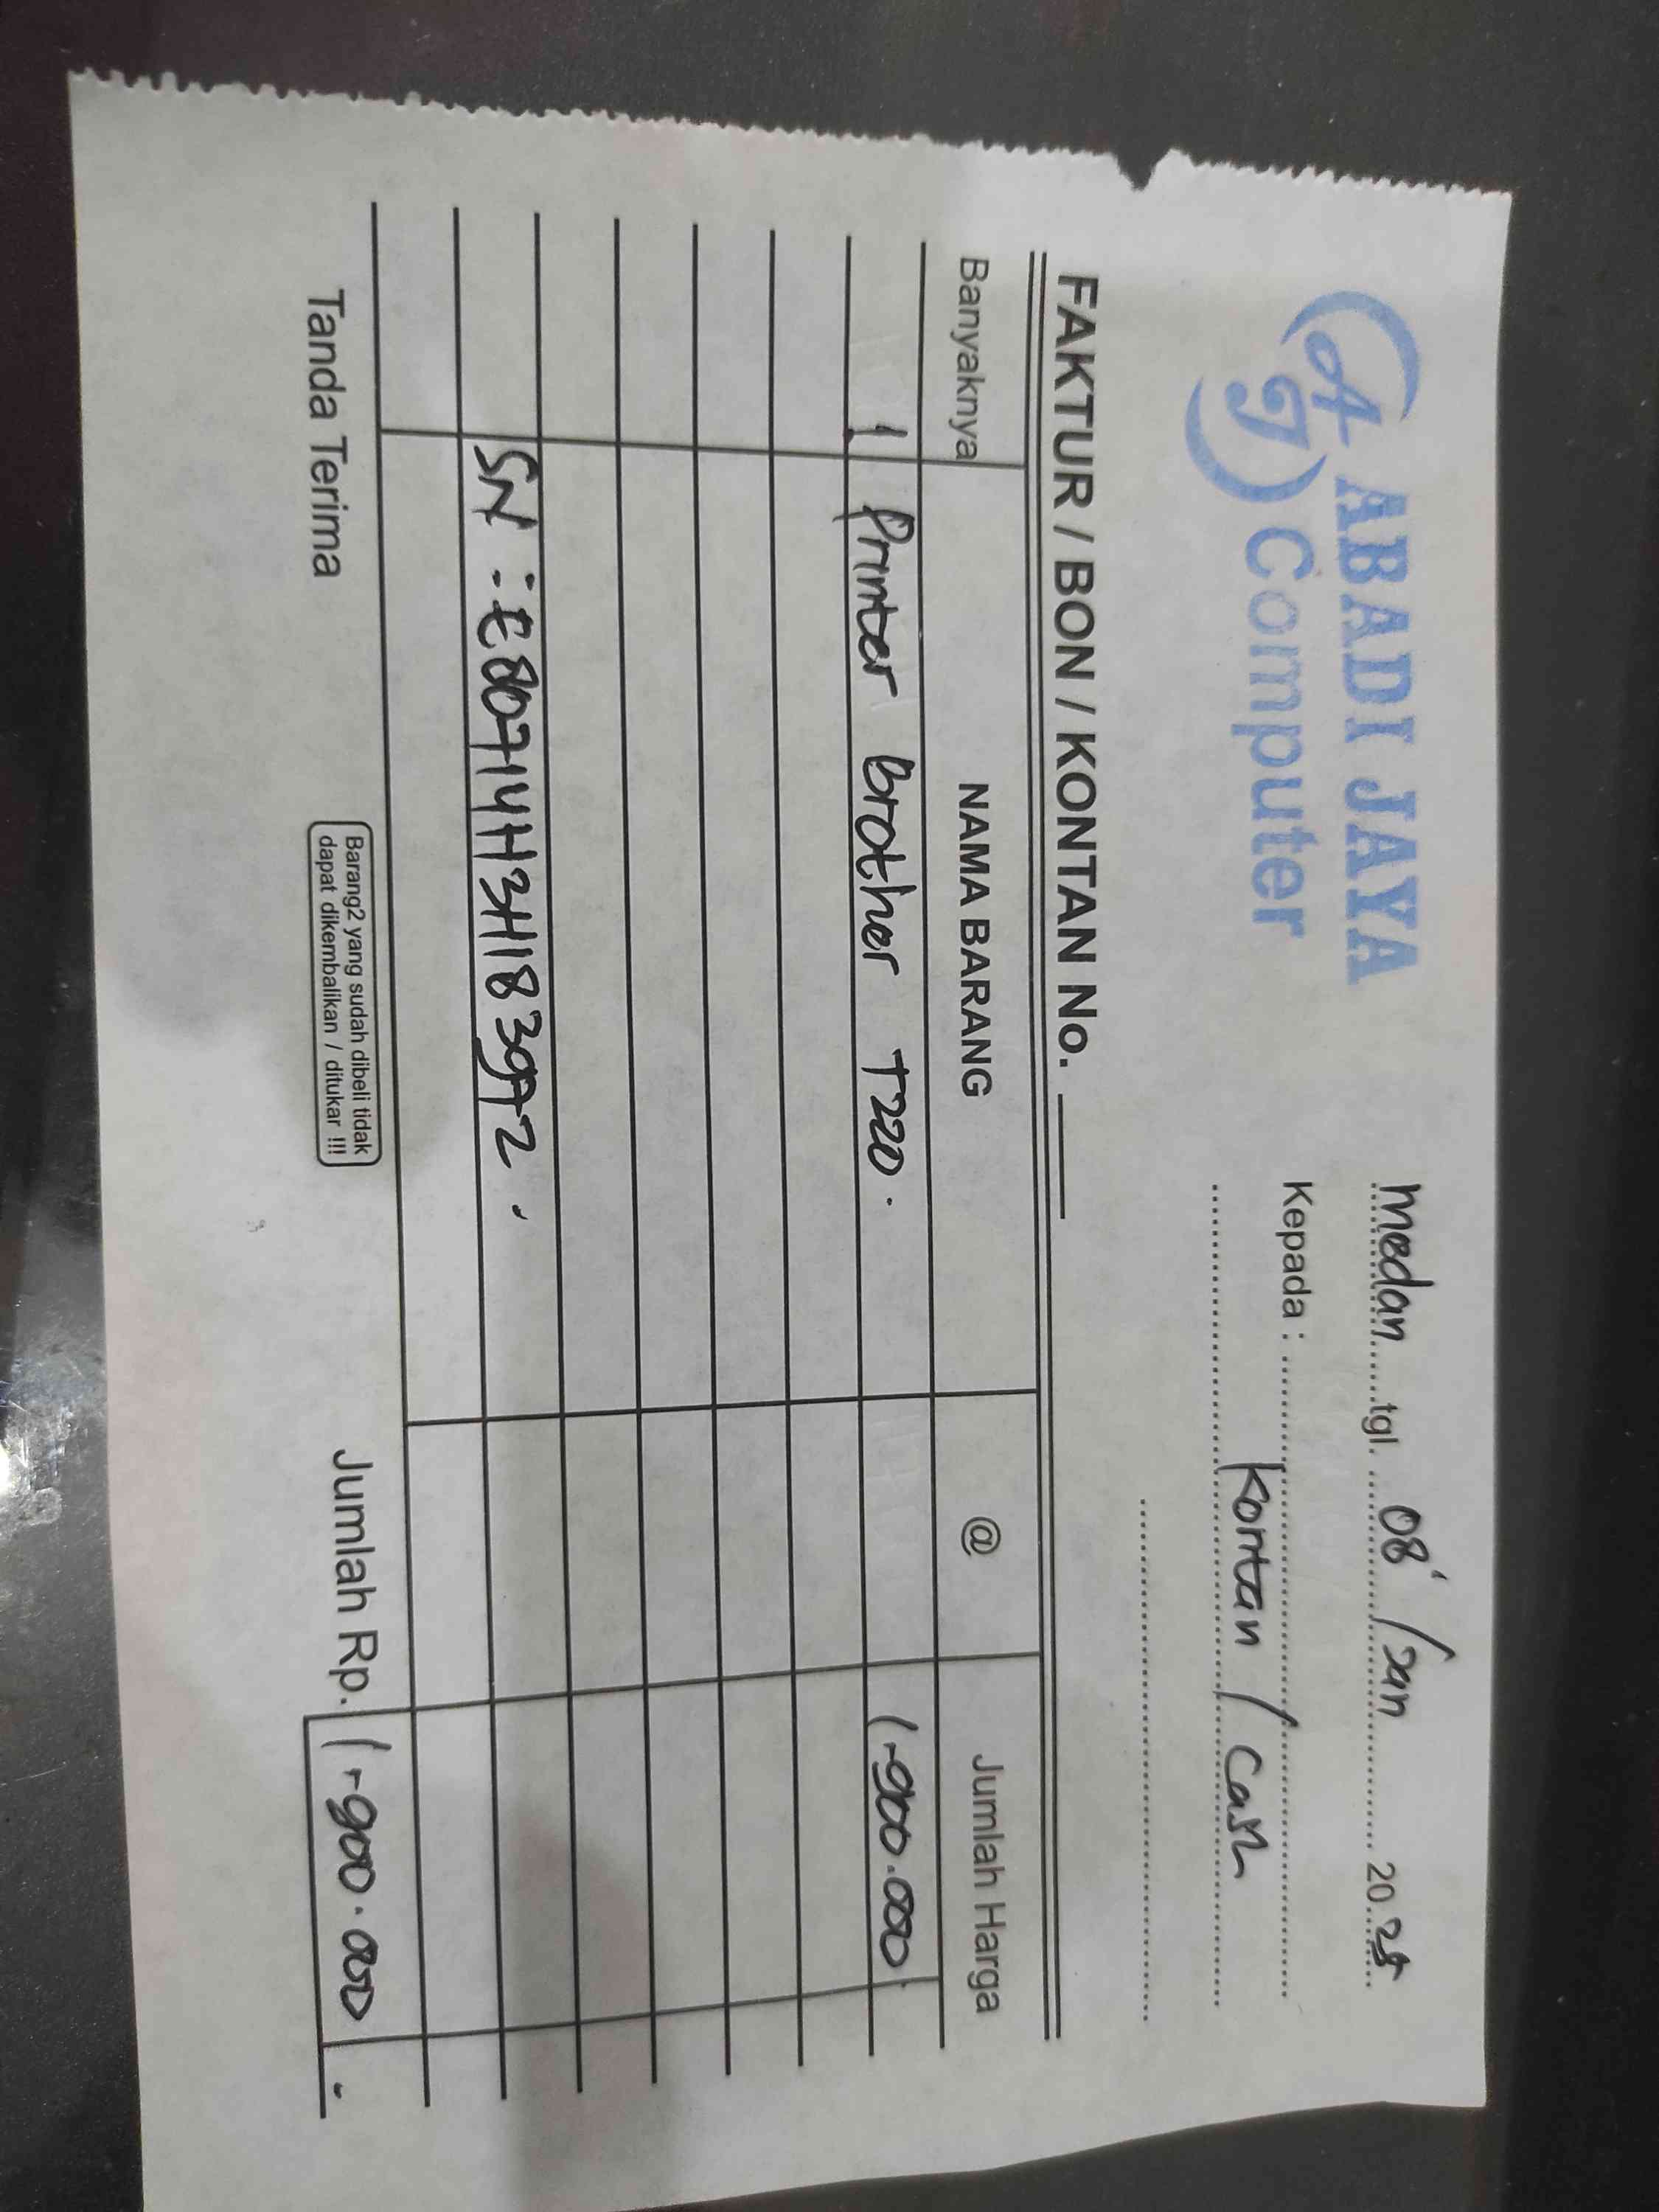 AJ ABADI JAYA
Computer
Medan tgl. 08 / Jan 2025
Kepada :
Kontan / Cash
FAKTUR / BON / KONTAN No.
Banyaknya NAMA BARANG @ Jumlah Harga
1 Printer Brother T220. 1.900.000
SN : E80714H3H183972
Tanda Terima
Barang2 yang sudah dibeli tidak
dapat dikembalikan / ditukar !!!
Jumlah Rp. 1.900.000.